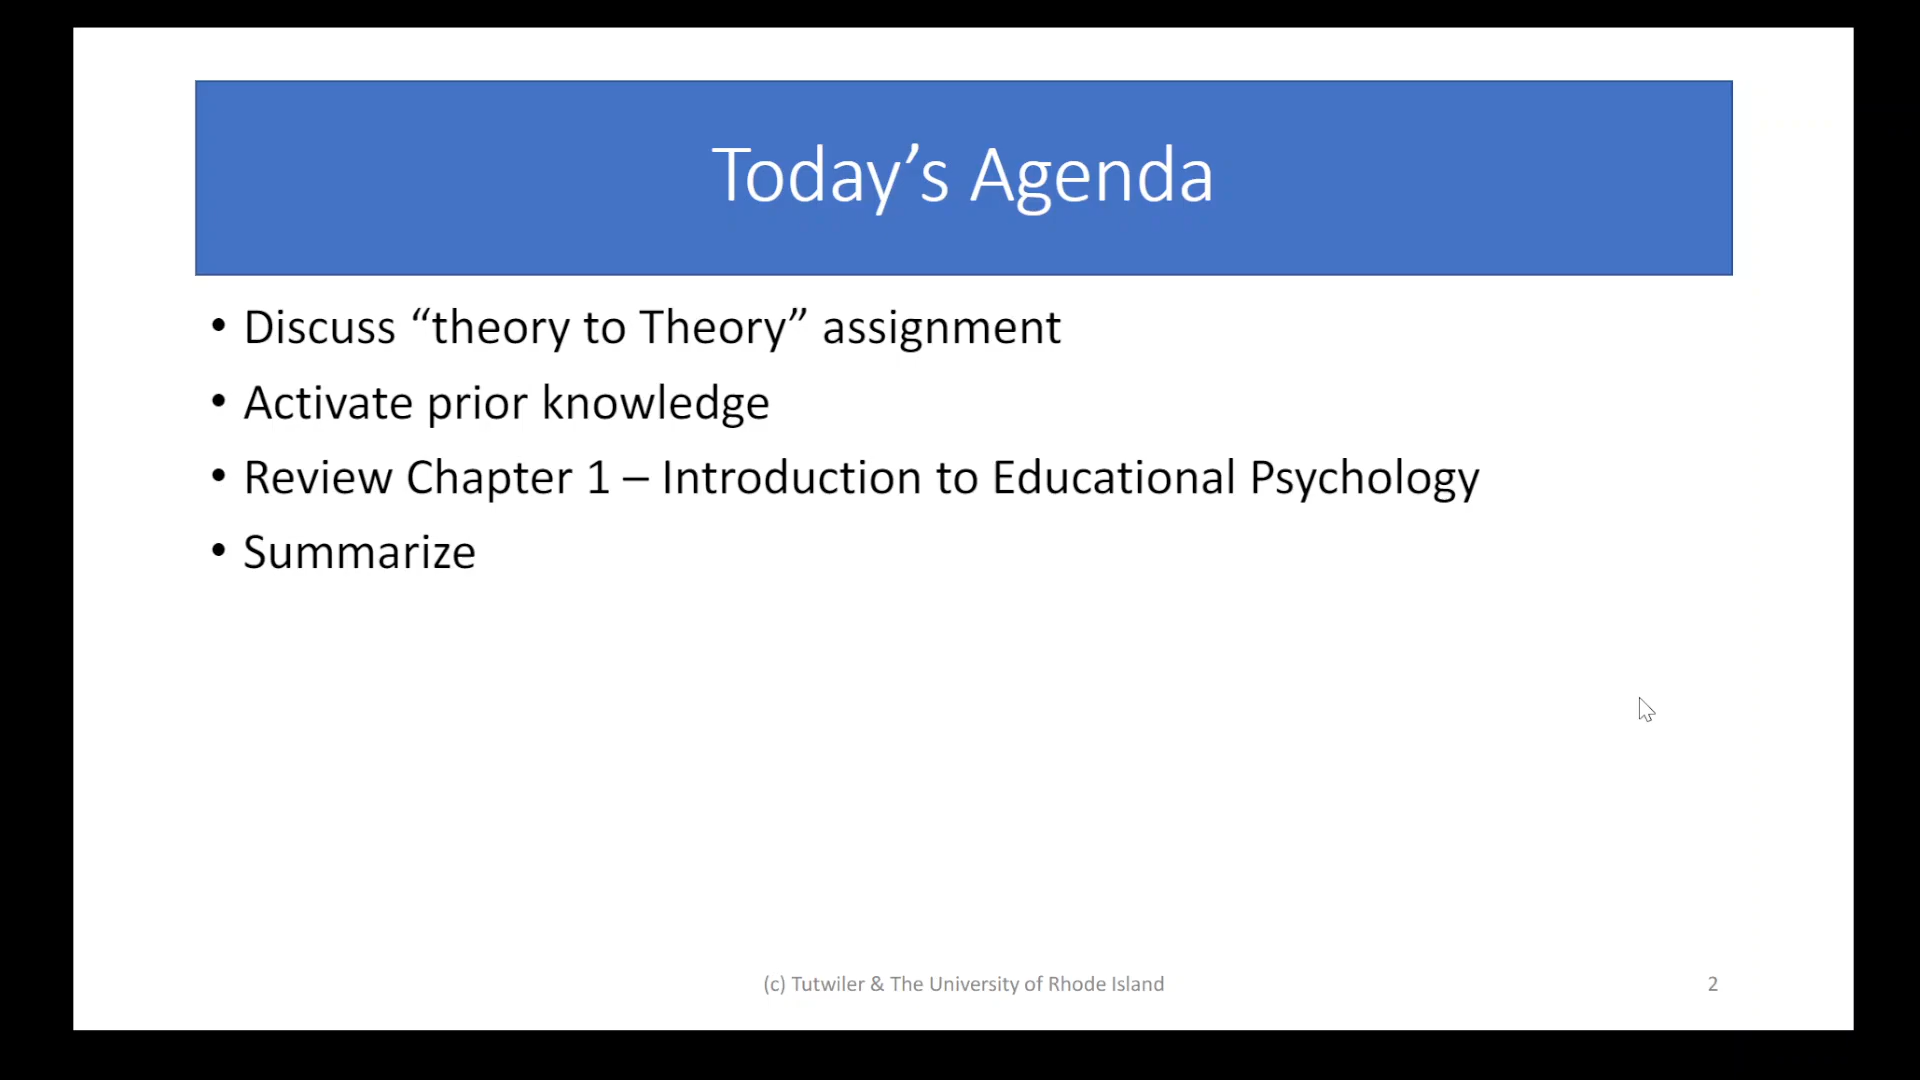 Today’s Agenda
• Discuss “theory to Theory” assignment
• Activate prior knowledge
• Review Chapter 1 – Introduction to Educational Psychology
• Summarize
(c) Tutwiler & The University of Rhode Island
2